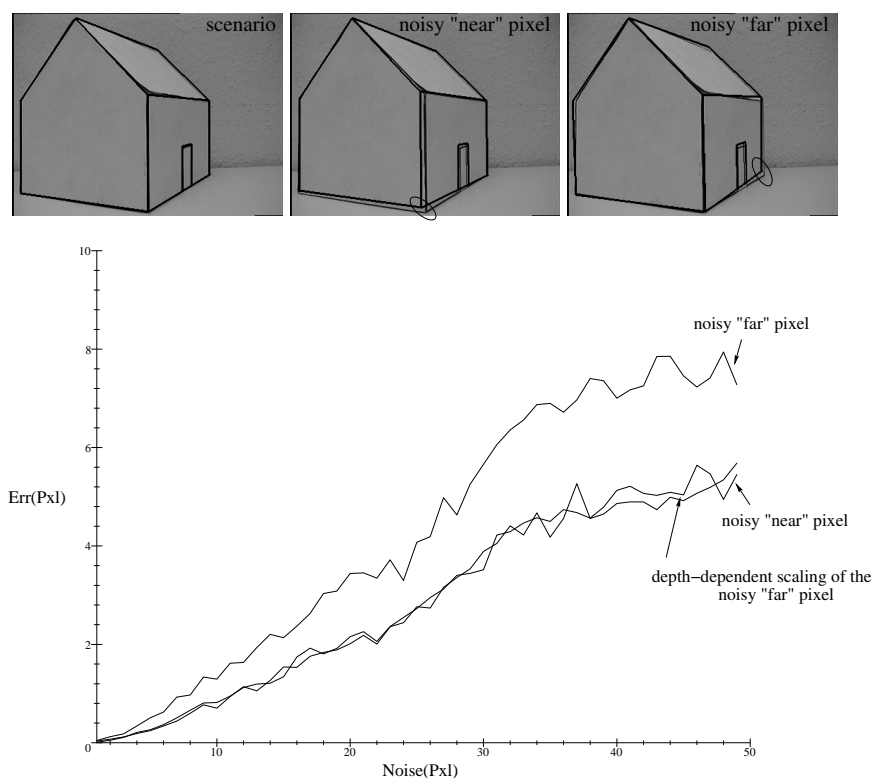 scenario
noisy "near" pixel
noisy "far" pixel
10
8
6
4
2
0
Err(Pxl)
noisy "far" pixel
noisy "near" pixel
depth−dependent scaling of the
noisy "far" pixel
10
20
30
40
50
Noise(Pxl)